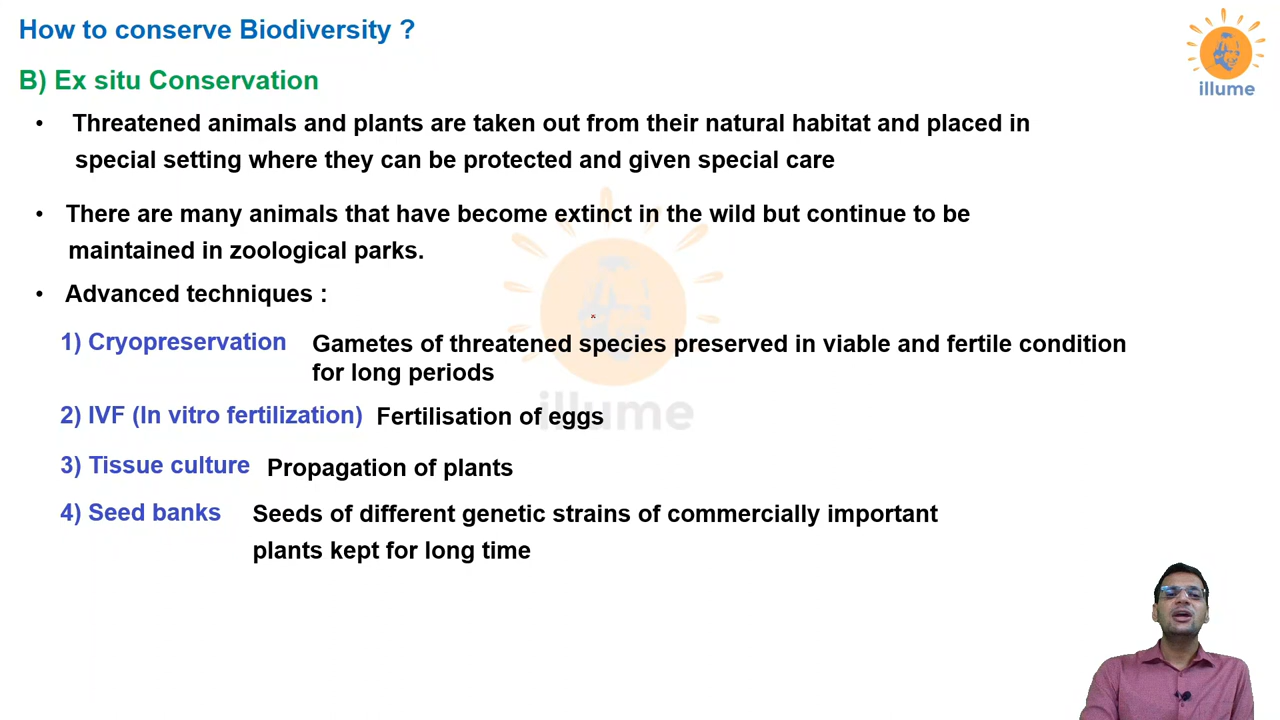 How to conserve Biodiversity ?
illume
B) Ex situ Conservation
• Threatened animals and plants are taken out from their natural habitat and placed in
special setting where they can be protected and given special care
• There are many animals that have become extinct in the wild but continue to be
maintained in zoological parks.
• Advanced techniques :
1) Cryopreservation Gametes of threatened species preserved in viable and fertile condition
for long periods
2) IVF (In vitro fertilization) Fertilisation of eggs
illume
3) Tissue culture Propagation of plants
4) Seed banks Seeds of different genetic strains of commercially important
plants kept for long time